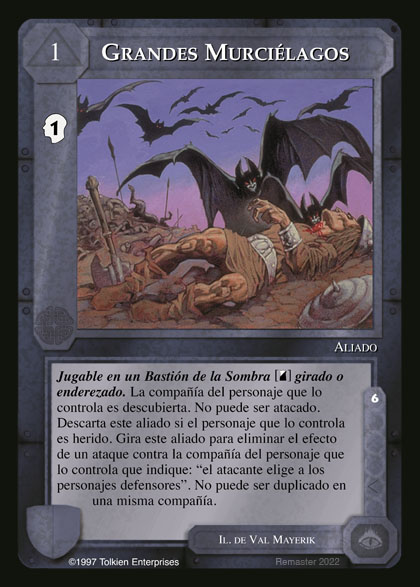 1
GRANDES MURCIÉLAGOS
1
ALIADO
Jugable en un Bastión de la Sombra [ ] girado o
enderezado. La compañía del personaje que lo
controla es descubierta. No puede ser atacado.
Descarta este aliado si el personaje que lo controla
es herido. Gira este aliado para eliminar el efecto
de un ataque contra la compañía del personaje que
lo controla que indique: “el atacante elige a los
personajes defensores”. No puede ser duplicado en
una misma compañía.
6
IL. DE VAL MAYERIK
©1997 Tolkien Enterprises
Remaster 2022